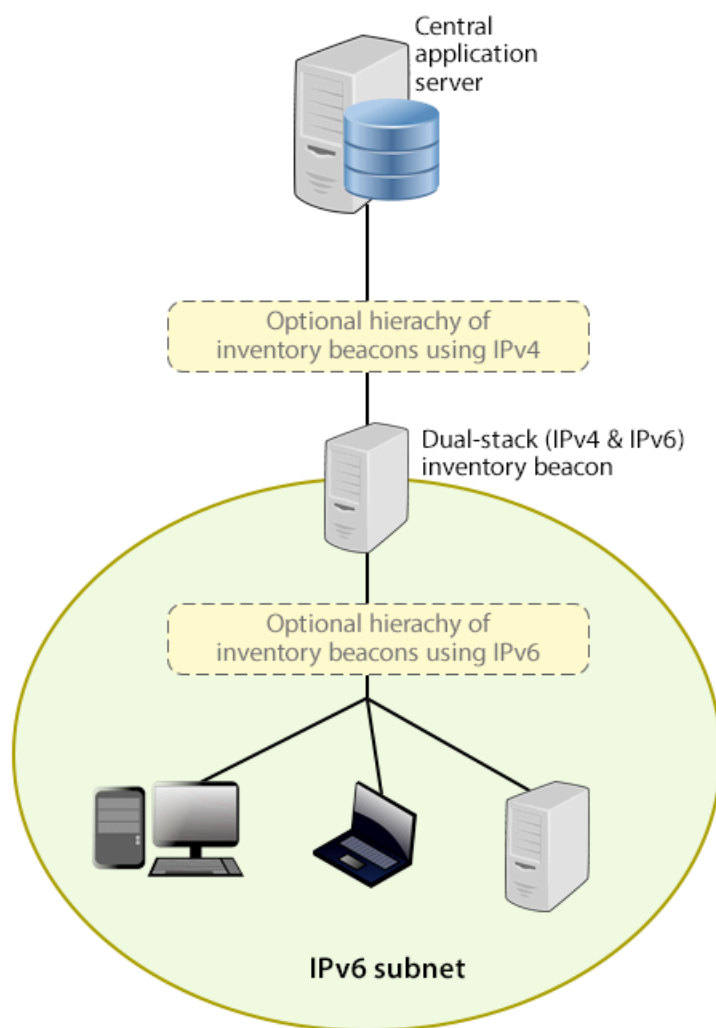 Central
application
server
Optional hierachy of
inventory beacons using IPv4
Dual-stack (IPv4 & IPv6)
inventory beacon
Optional hierachy of
inventory beacons using IPv6
IPv6 subnet